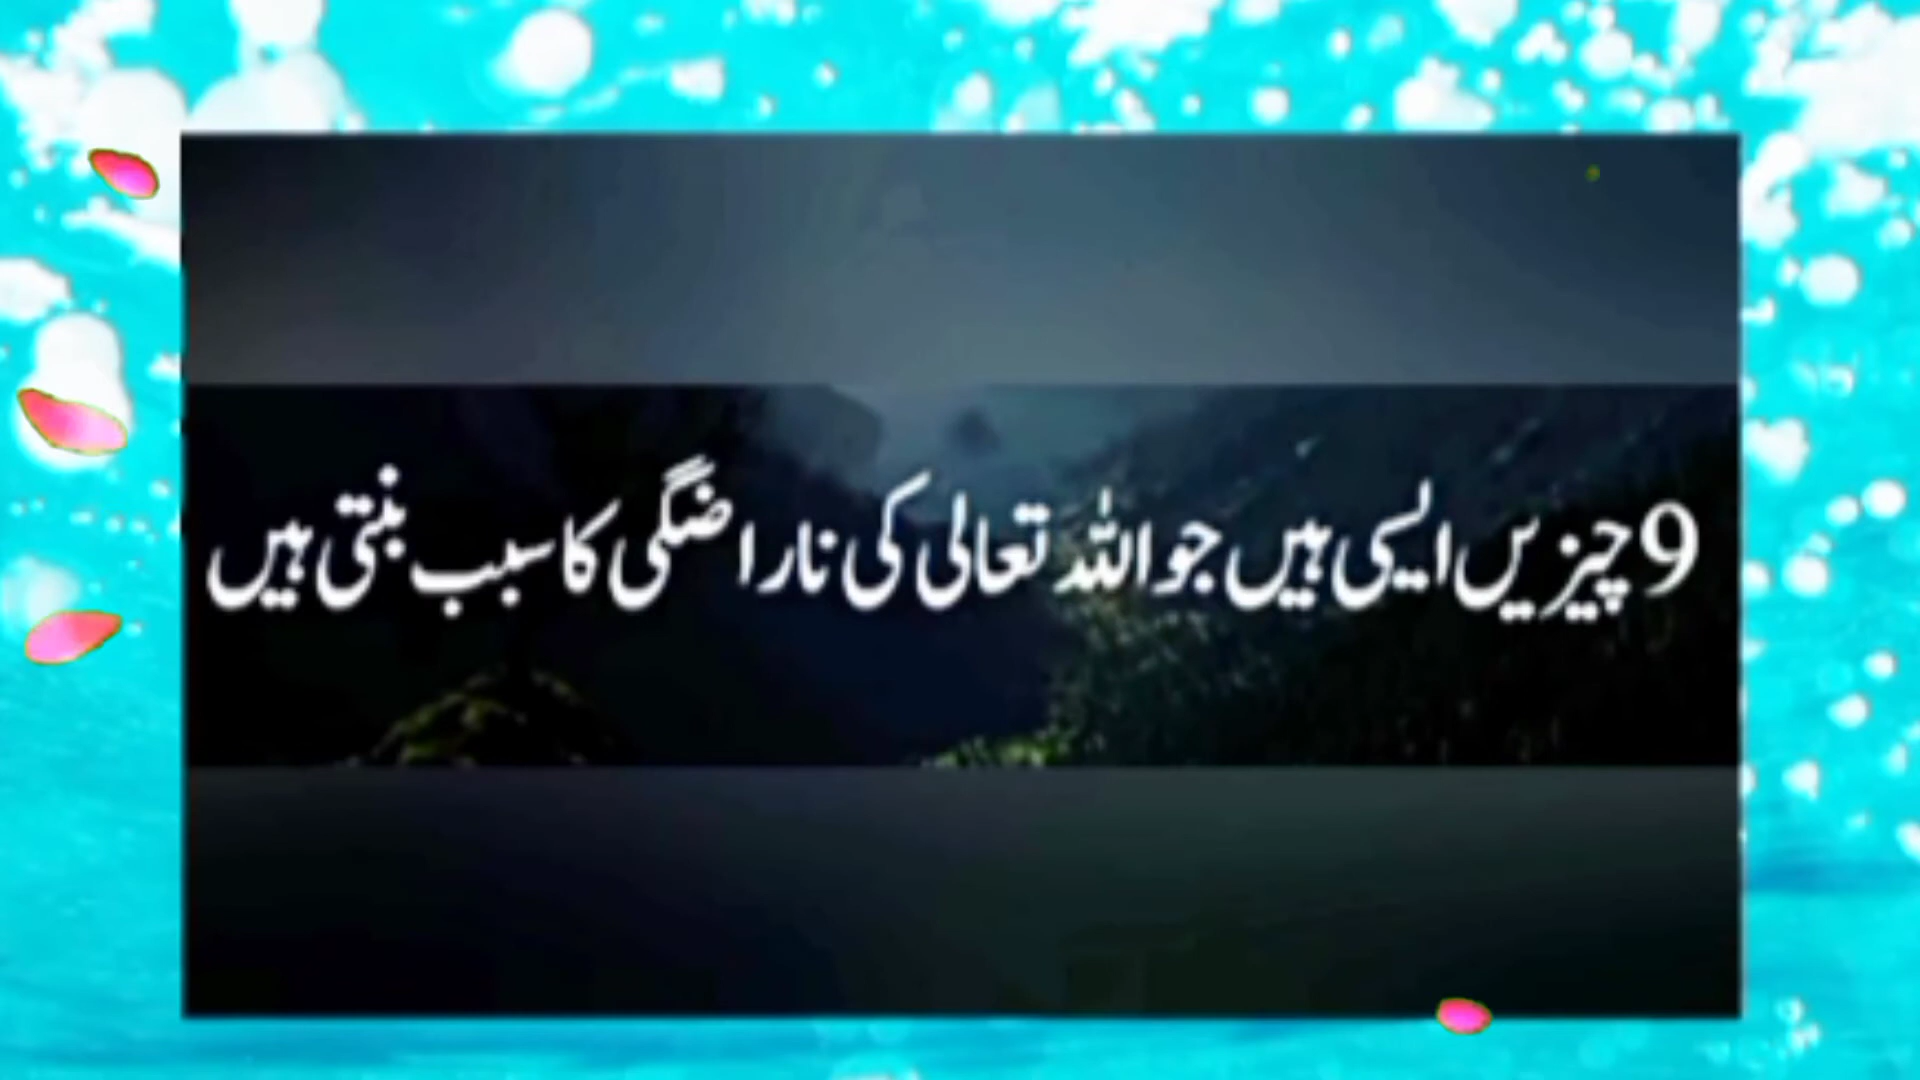 9 چیزیں ایسی ہیں جو اللہ تعالی کی ناراضگی کا سبب بنتی ہیں